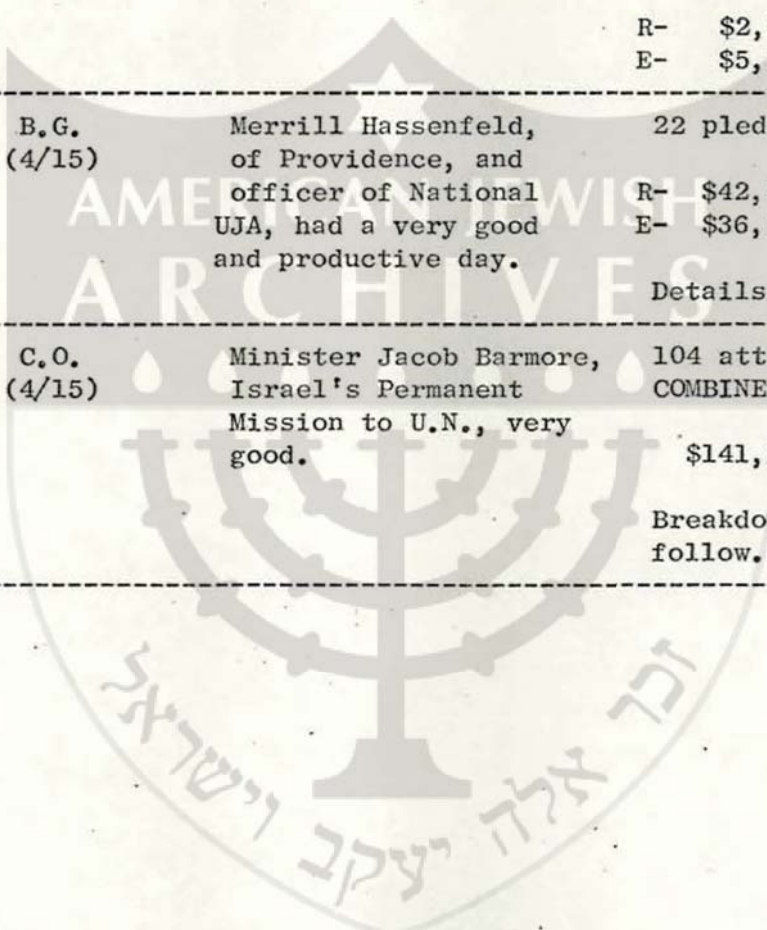 R- $2,
E- $5,
B.G. Merrill Hassenfeld, 22 pled
(4/15) of Providence, and
officer of National R- $42,
UJA, had a very good E- $36,
and productive day.
Details
C.O. Minister Jacob Barmore, 104 att
(4/15) Israel's Permanent COMBINE
Mission to U.N., very
good. $141,
Breakdo
follow.
AMERICAN JEWISH
ARCHIVES
זכר אלה יעקב וישראל